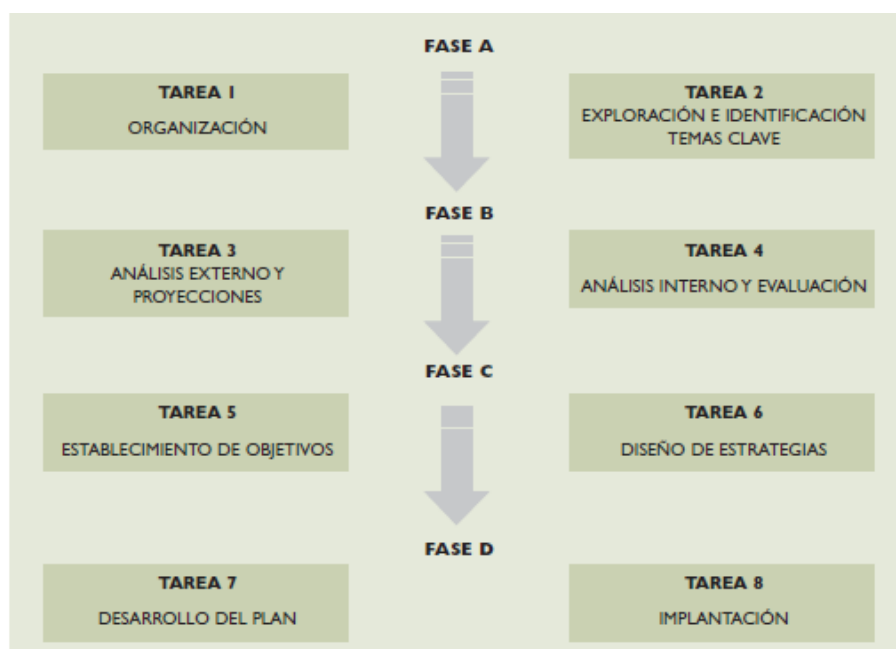 FASE A
TAREA 1
ORGANIZACIÓN
TAREA 2
EXPLORACIÓN E IDENTIFICACIÓN
TEMAS CLAVE
FASE B
TAREA 3
ANÁLISIS EXTERNO Y
PROYECCIONES
TAREA 4
ANÁLISIS INTERNO Y EVALUACIÓN
FASE C
TAREA 5
ESTABLECIMIENTO DE OBJETIVOS
TAREA 6
DISEÑO DE ESTRATEGIAS
FASE D
TAREA 7
DESARROLLO DEL PLAN
TAREA 8
IMPLANTACIÓN